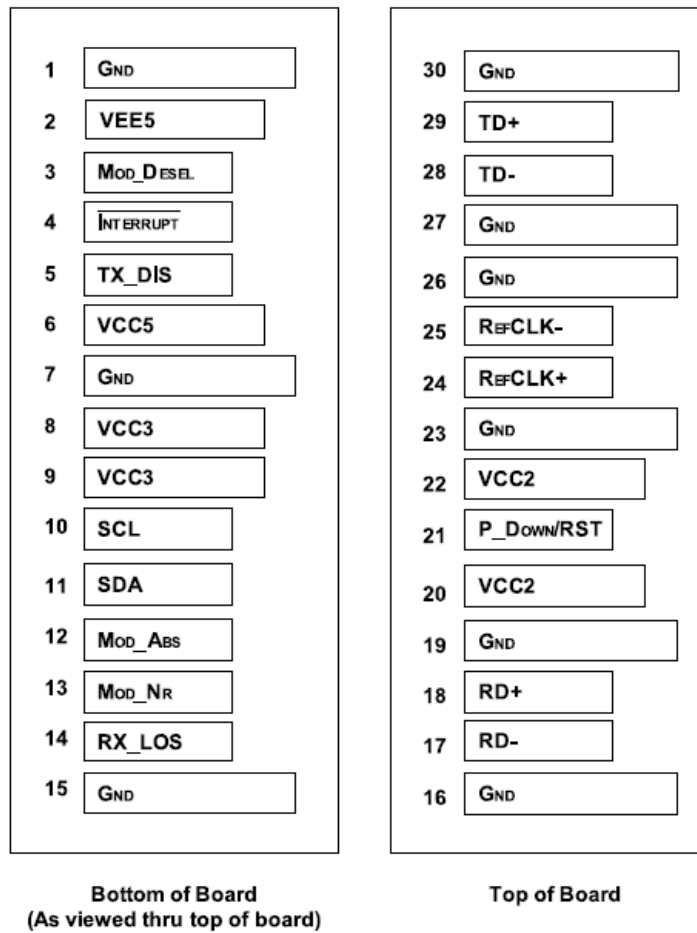 1 GND
2 VEE5
3 MOD_DESEL
4 INTERRUPT
5 TX_DIS
6 VCC5
7 GND
8 VCC3
9 VCC3
10 SCL
11 SDA
12 MOD_ABS
13 MOD_NR
14 RX_LOS
15 GND
Bottom of Board
(As viewed thru top of board)
30 GND
29 TD+
28 TD-
27 GND
26 GND
25 REFCLK-
24 REFCLK+
23 GND
22 VCC2
21 P_DOWN/RST
20 VCC2
19 GND
18 RD+
17 RD-
16 GND
Top of Board